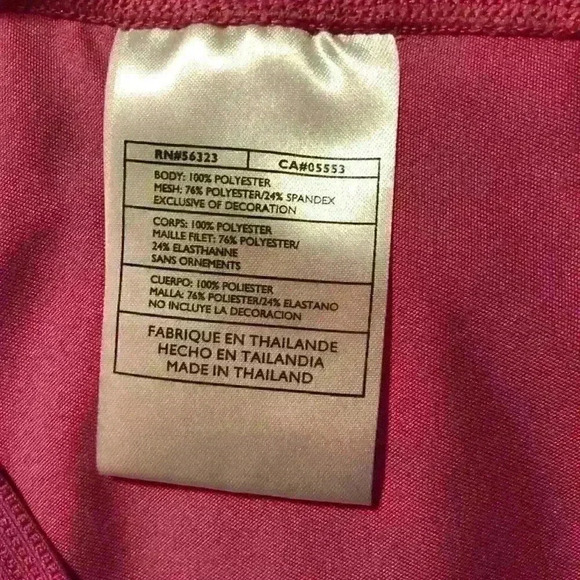 RN#56323 CA#05553
BODY: 100% POLYESTER
MESH: 76% POLYESTER/24% SPANDEX
EXCLUSIVE OF DECORATION
CORPS: 100% POLYESTER
MAILLE FILET: 76% POLYESTER/
24% ELASTHANNE
SANS ORNEMENTS
CUERPO: 100% POLIESTER
MALLA: 76% POLIESTER/24% ELASTANO
NO INCLUYE LA DECORACION
FABRIQUE EN THAILANDE
HECHO EN TAILANDIA
MADE IN THAILAND